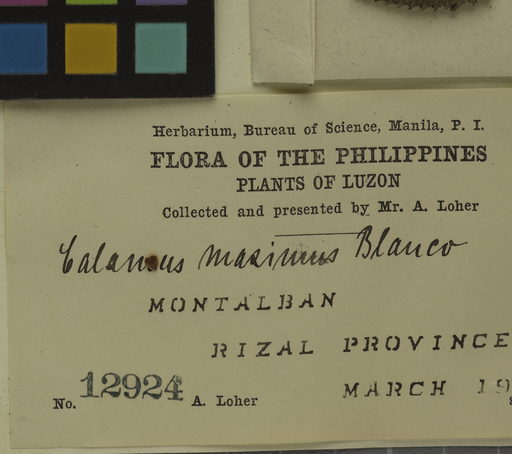 Herbarium, Bureau of Science, Manila, P. I.
FLORA OF THE PHILIPPINES
PLANTS OF LUZON
Collected and presented by Mr. A. Loher
Calamus maximus Blanco
MONTALBAN
RIZAL PROVINCE
No. 12924 A. Loher MARCH 19